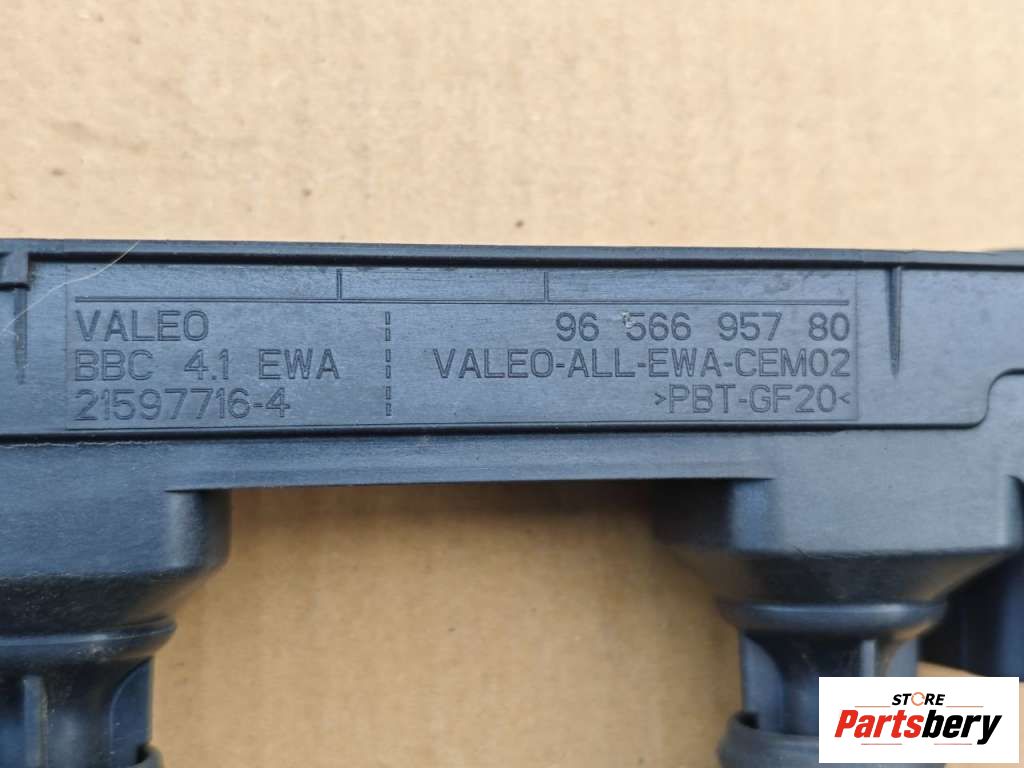 VALEO
BBC 4.1 EWA
21597716-4
96 566 957 80
VALEO-ALL-EWA-CEM02
>PBT-GF20<
STORE
Partsbery